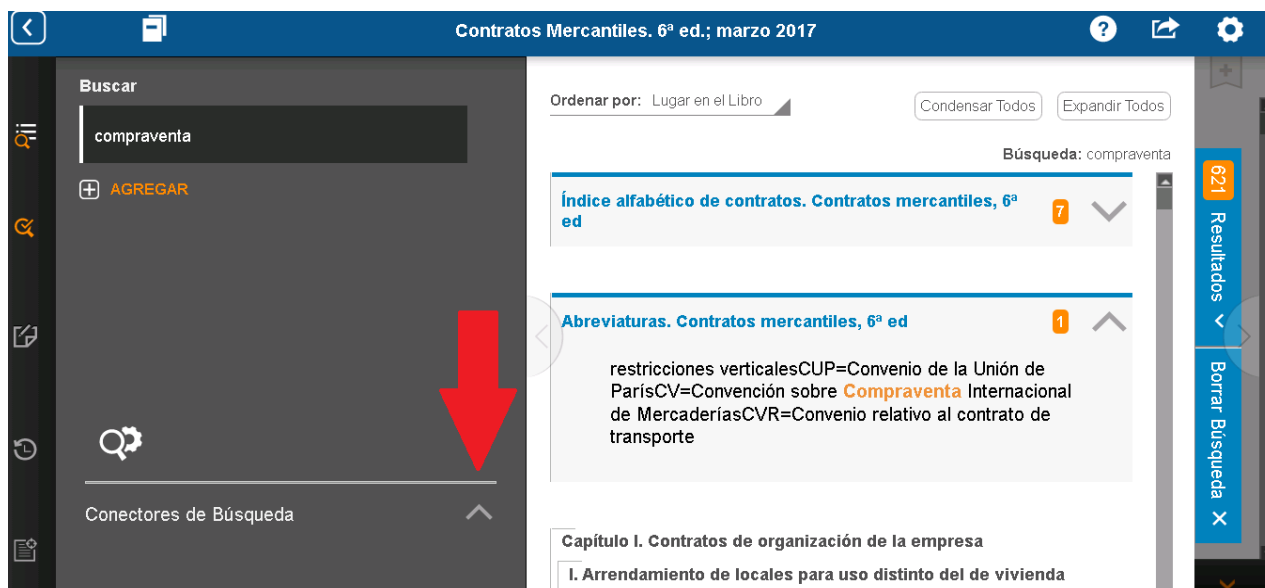 Contratos Mercantiles. 6ª ed.; marzo 2017
?
Buscar
compraventa
AGREGAR
Conectores de Búsqueda
Ordenar por: Lugar en el Libro
Condensar Todos
Expandir Todos
Búsqueda: compraventa
Índice alfabético de contratos. Contratos mercantiles, 6ª
ed
7
Abreviaturas. Contratos mercantiles, 6ª ed
1
restricciones verticalesCUP=Convenio de la Unión de
ParísCV=Convención sobre Compraventa Internacional
de MercaderíasCVR=Convenio relativo al contrato de
transporte
Capítulo I. Contratos de organización de la empresa
I. Arrendamiento de locales para uso distinto del de vivienda
621 Resultados
Borrar Búsqueda